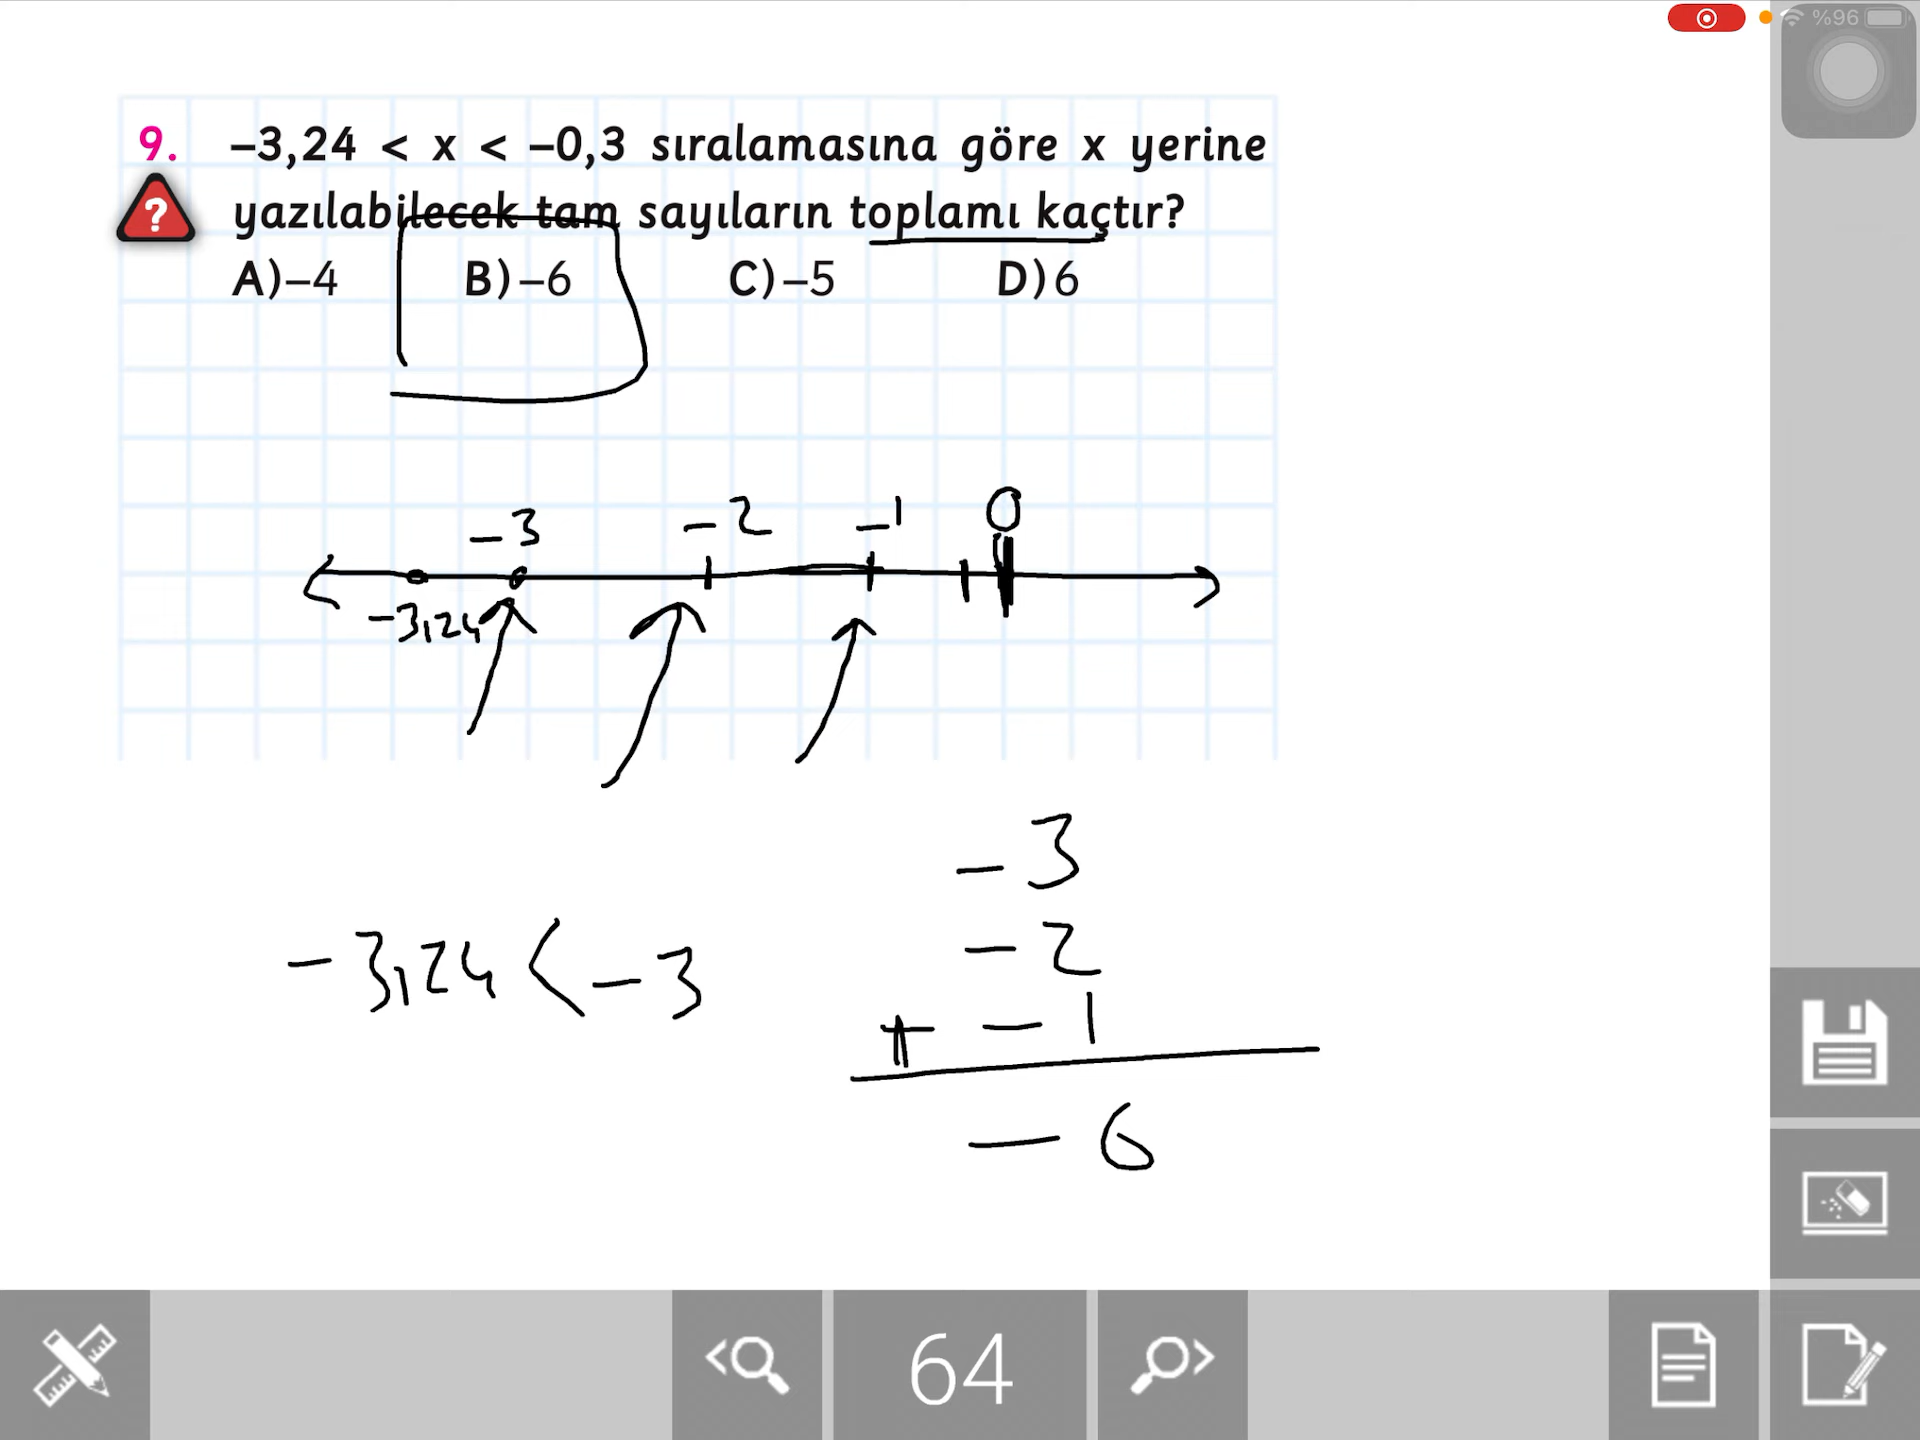 %96
9. –3,24 < x < –0,3 sıralamasına göre x yerine
? yazılabilecek tam sayıların toplamı kaçtır?
A) –4 B) –6 C) –5 D) 6
–3 –2 –1 0
–3,24
–3
–2
–3,24 < –3
+ –1
–6
64